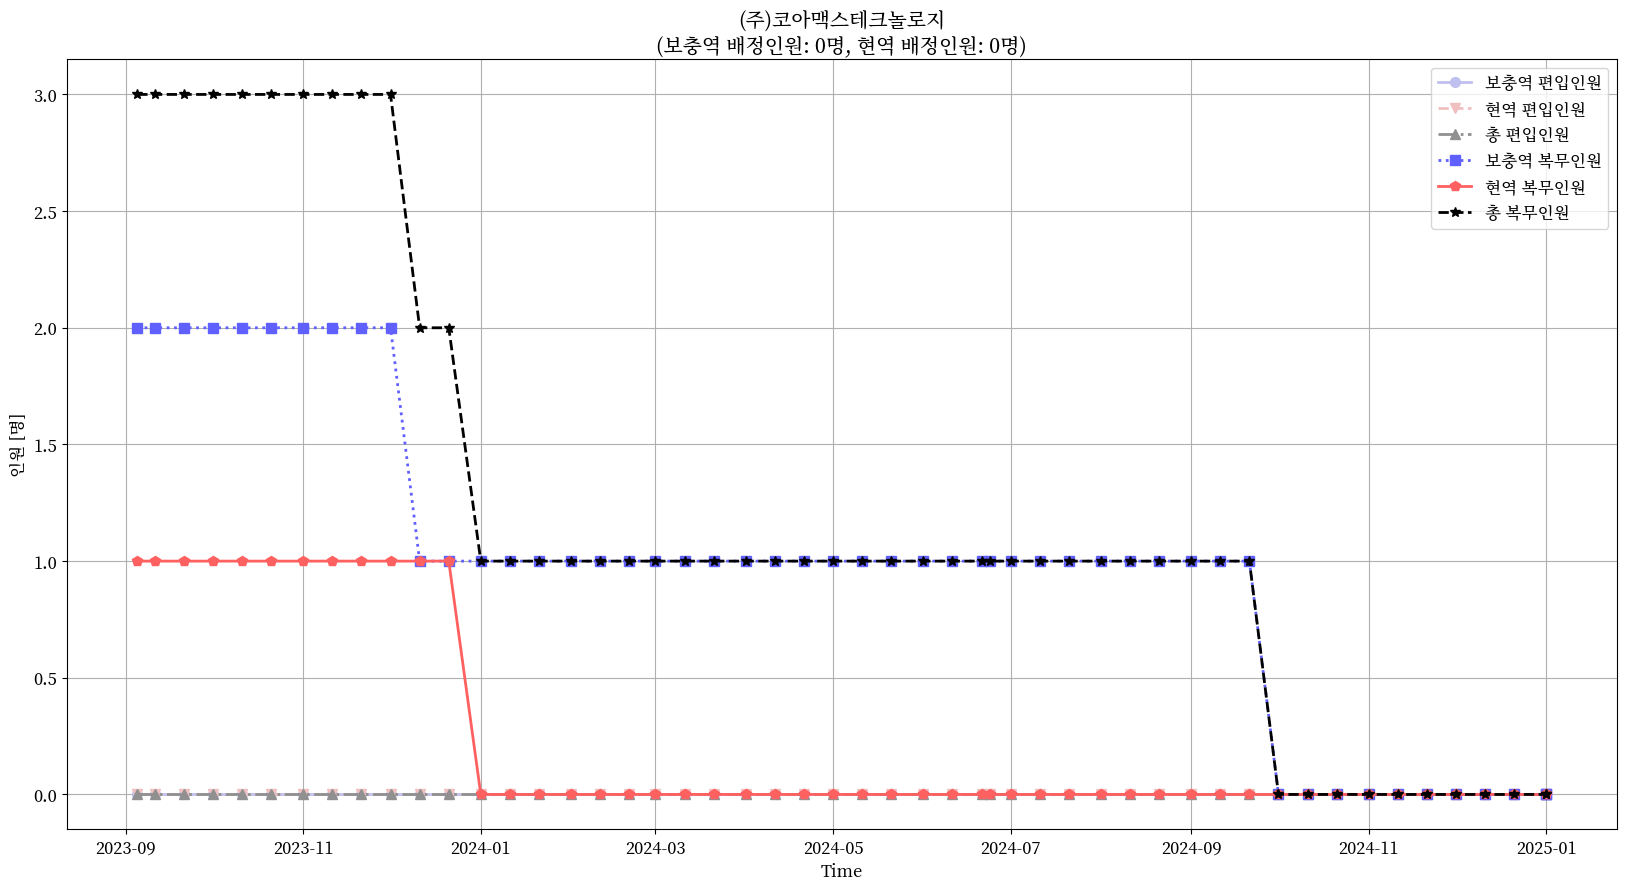 (주)코아맥스테크놀로지
(보충역 배정인원: 0명, 현역 배정인원: 0명)
보충역 편입인원
현역 편입인원
총 편입인원
보충역 복무인원
현역 복무인원
총 복무인원
인원 [명]
3.0
2.5
2.0
1.5
1.0
0.5
0.0
2023-09
2023-11
2024-01
2024-03
2024-05
2024-07
2024-09
2024-11
2025-01
Time